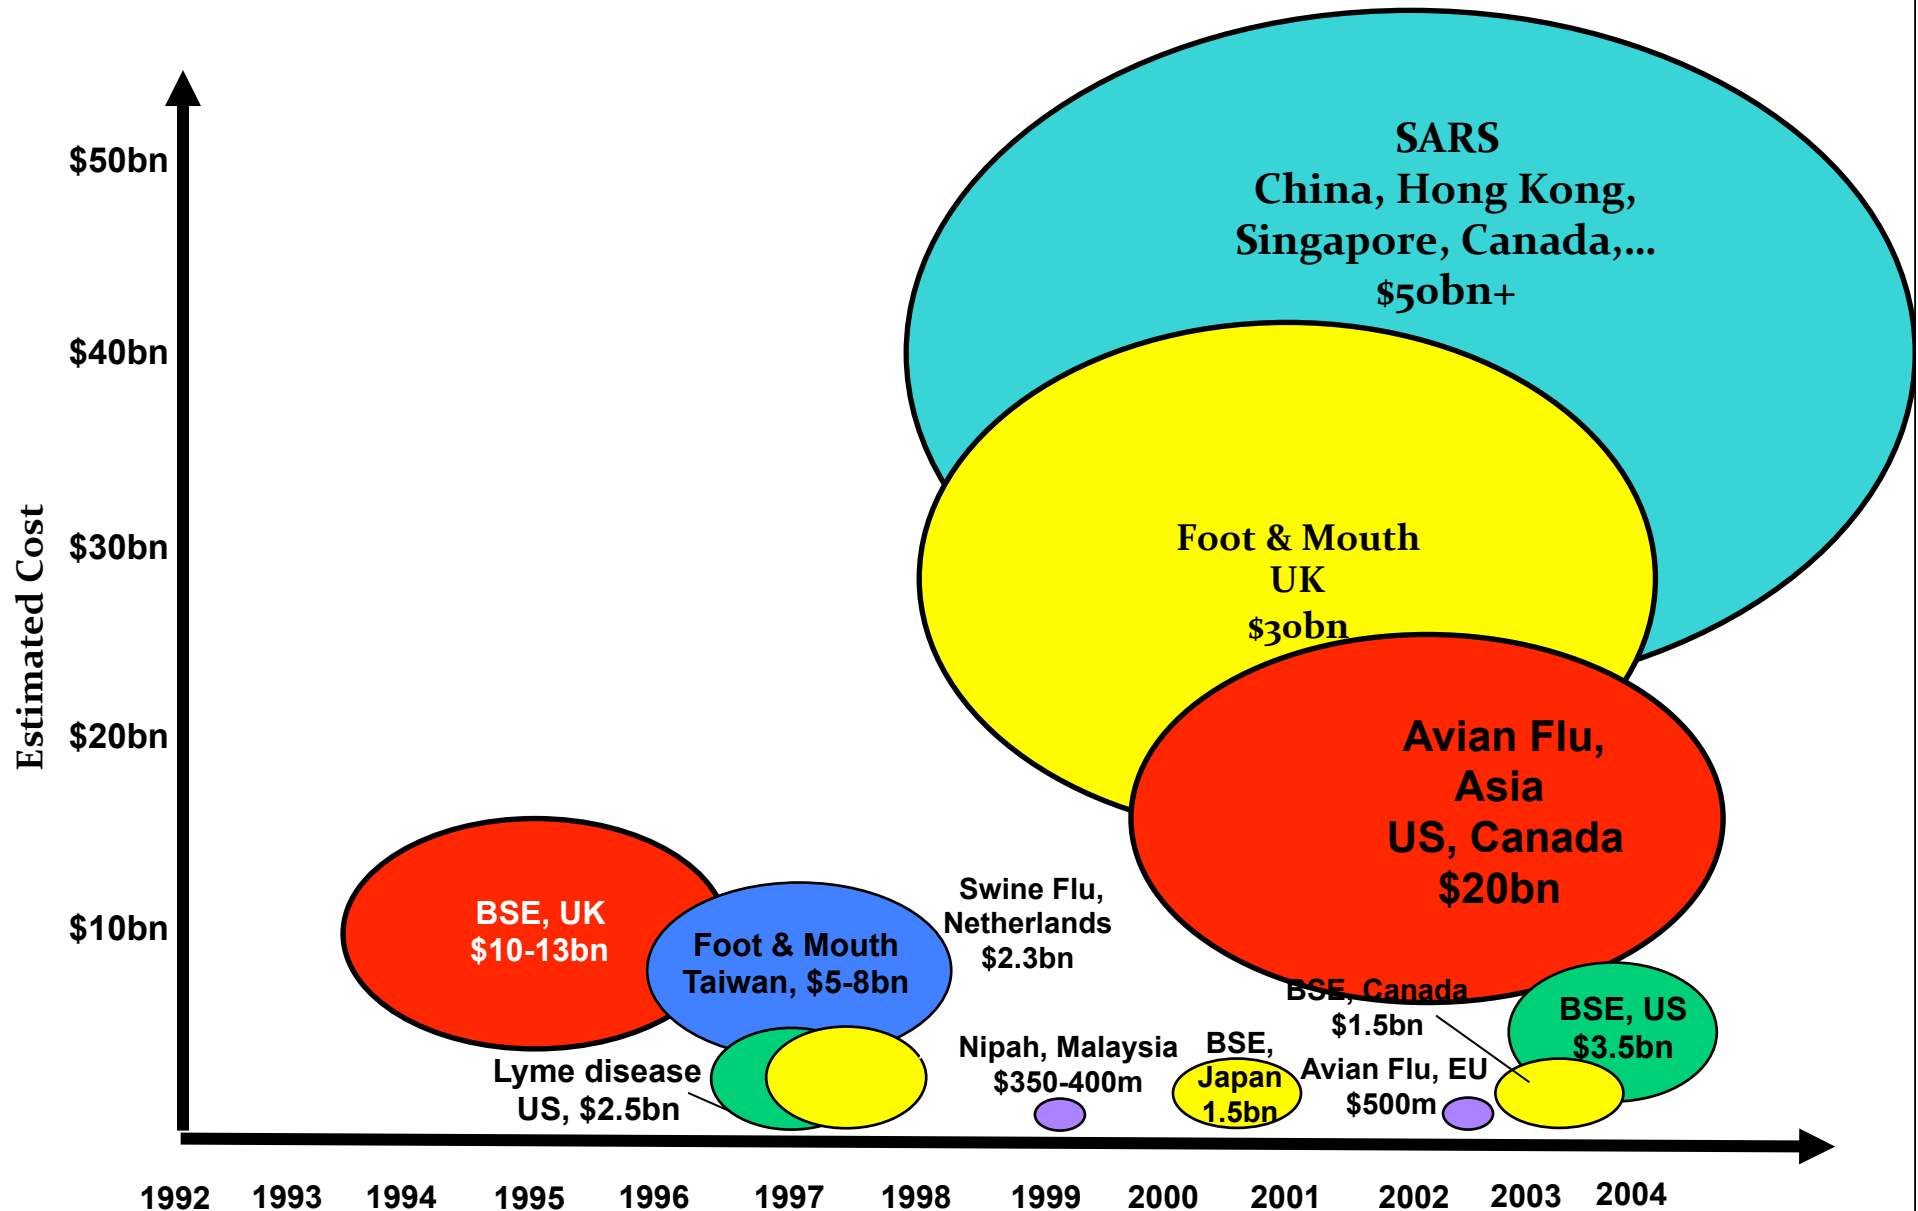 $50bn
$40bn
$30bn
$20bn
$10bn
Estimated Cost
SARS
China, Hong Kong,
Singapore, Canada,...
$50bn+
Foot & Mouth
UK
$30bn
Avian Flu,
Asia
US, Canada
$20bn
BSE, UK
$10-13bn
Foot & Mouth
Taiwan, $5-8bn
Swine Flu,
Netherlands
$2.3bn
Lyme disease
US, $2.5bn
Nipah, Malaysia
$350-400m
BSE,
Japan
1.5bn
BSE, Canada
$1.5bn
Avian Flu, EU
$500m
BSE, US
$3.5bn
1992 1993 1994 1995 1996 1997 1998 1999 2000 2001 2002 2003 2004